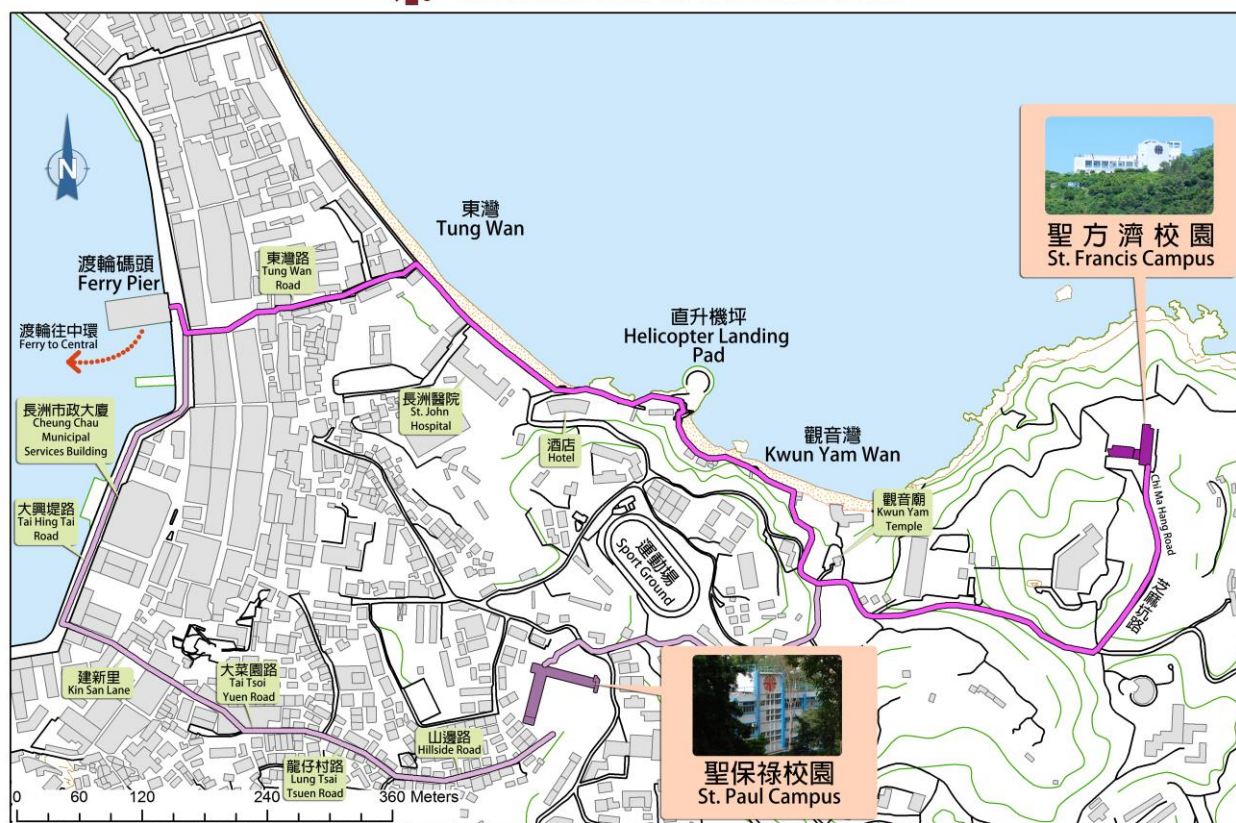 N
東灣
Tung Wan
聖方濟校園
St. Francis Campus
渡輪碼頭
Ferry Pier
東灣路
Tung Wan
Road
渡輪往中環
Ferry to Central
直升機坪
Helicopter Landing
Pad
長洲醫院
St. John
Hospital
長洲市政大廈
Cheung Chau
Municipal
Services Building
酒店
Hotel
觀音灣
Kwun Yam Wan
觀音廟
Kwun Yam
Temple
Chi Ma Hang Road
芝麻坑路
大興堤路
Tai Hing Tai
Road
運動場
Sport Ground
建新里
Kin San Lane
大菜園路
Tai Tsoi
Yuen Road
山邊路
Hillside Road
龍仔村路
Lung Tsai
Tsuen Road
聖保祿校園
St. Paul Campus
0 60 120 240 360 Meters